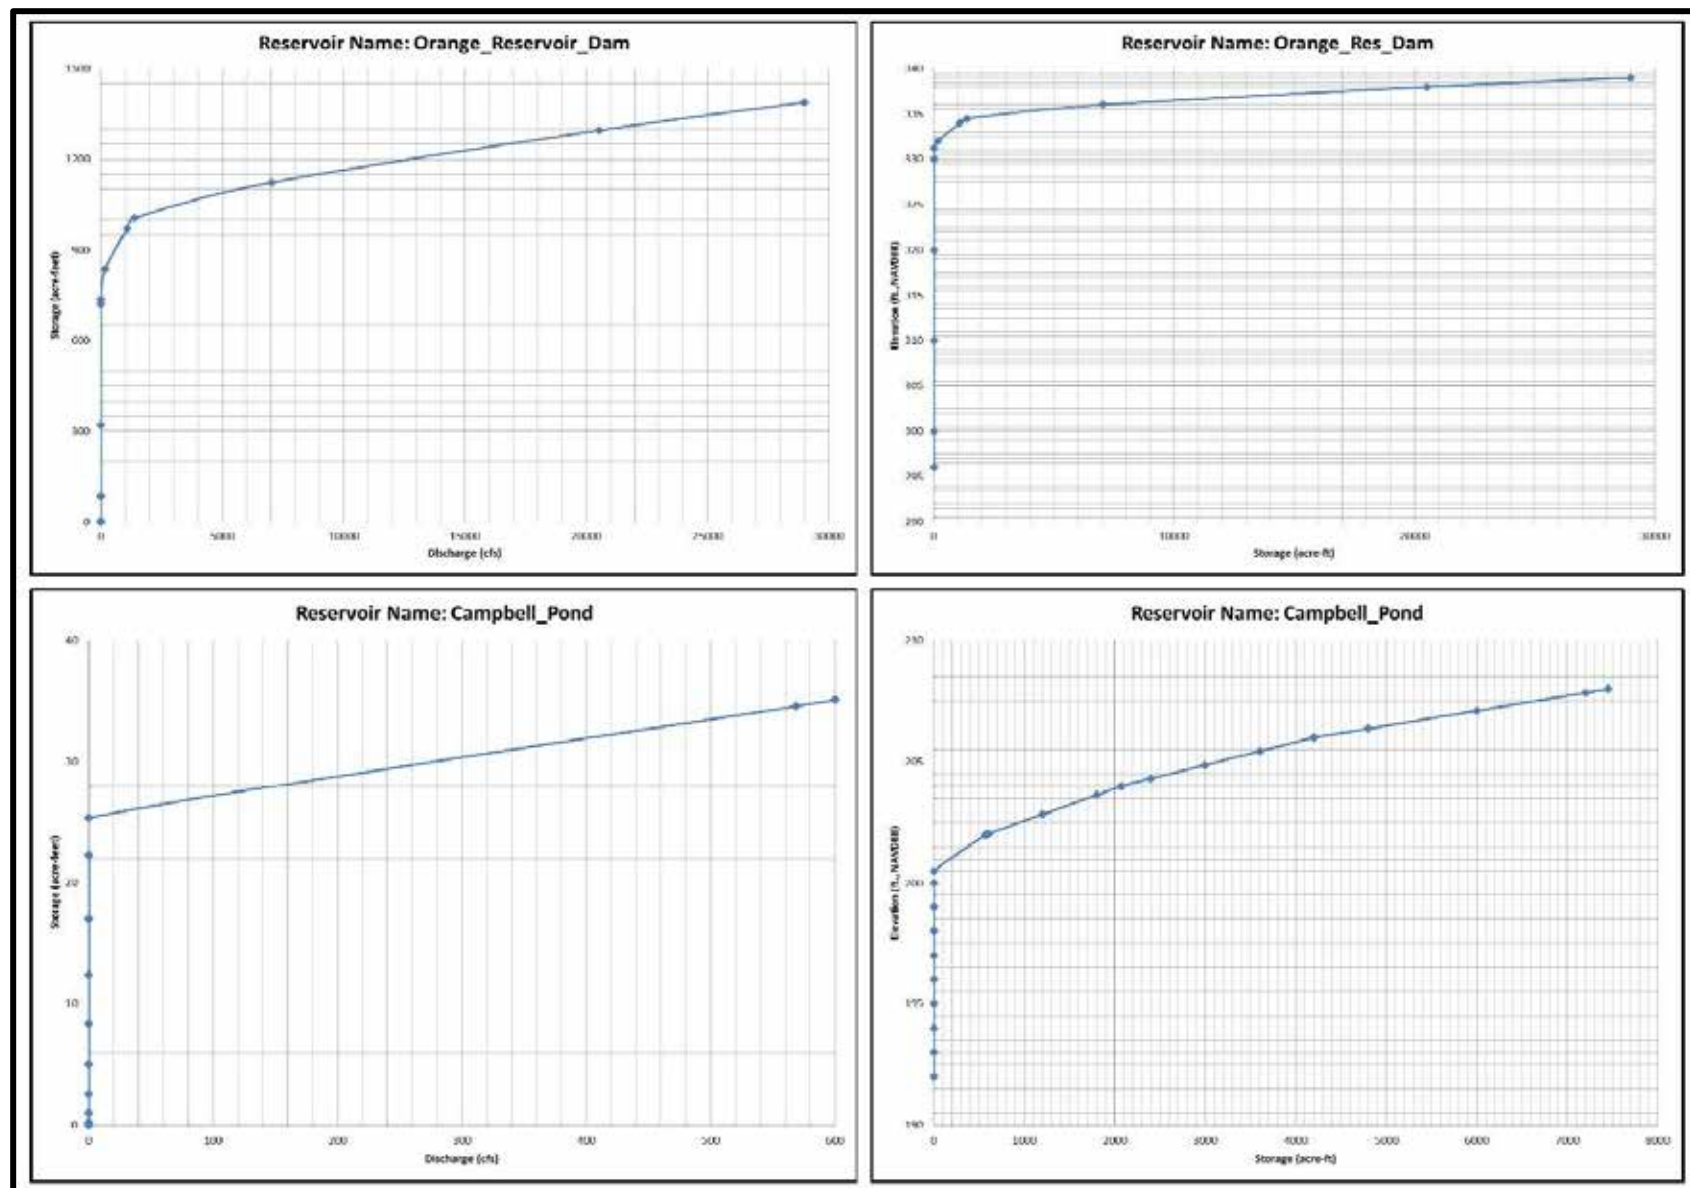 Reservoir Name: Orange_Reservoir_Dam
1500
1200
900
600
300
0
Storage (acre-feet)
0 5000 10000 15000 20000 25000 30000
Discharge (cfs)
Reservoir Name: Orange_Res_Dam
340
335
330
325
320
315
310
305
300
295
290
Elevation (ft., NAVD88)
0 10000 20000 30000
Storage (acre-ft)
Reservoir Name: Campbell_Pond
40
30
20
10
0
Storage (acre-feet)
0 100 200 300 400 500 600
Discharge (cfs)
Reservoir Name: Campbell_Pond
210
205
200
195
190
Elevation (ft., NAVD88)
0 1000 2000 3000 4000 5000 6000 7000 8000
Storage (acre-ft)